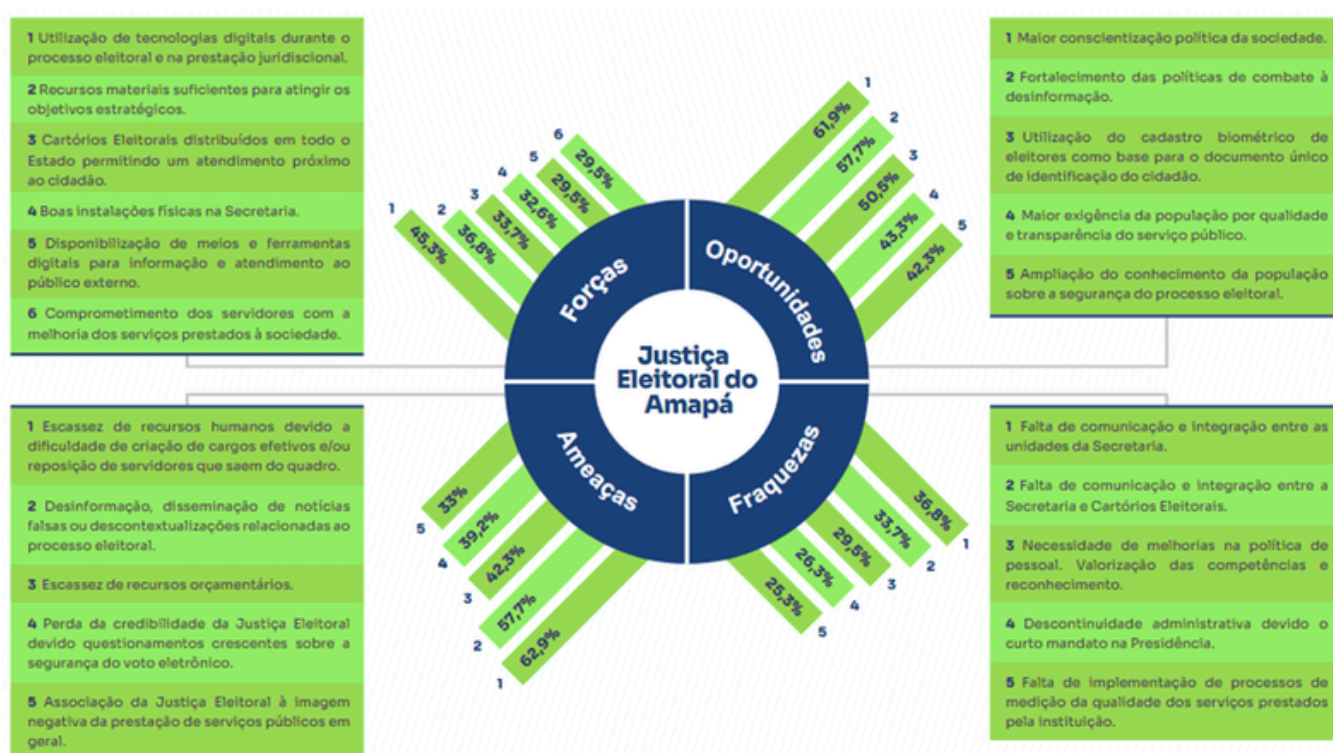 1 Utilização de tecnologias digitais durante o
processo eleitoral e na prestação juridiscional.
2 Recursos materiais suficientes para atingir os
objetivos estratégicos.
3 Cartórios Eleitorais distribuídos em todo o
Estado permitindo um atendimento próximo
ao cidadão.
4 Boas instalações físicas na Secretaria.
5 Disponibilização de meios e ferramentas
digitais para informação e atendimento ao
público externo.
6 Comprometimento dos servidores com a
melhoria dos serviços prestados à sociedade.
1 45,3%
2 36,8%
3 33,7%
4 32,6%
5 29,5%
6 29,5%
Forças
1 61,9%
2 57,7%
3 50,5%
4 43,3%
5 42,3%
Oportunidades
1 Maior conscientização política da sociedade.
2 Fortalecimento das políticas de combate à
desinformação.
3 Utilização do cadastro biométrico de
eleitores como base para o documento único
de identificação do cidadão.
4 Maior exigência da população por qualidade
e transparência do serviço público.
5 Ampliação do conhecimento da população
sobre a segurança do processo eleitoral.
Justiça
Eleitoral do
Amapá
1 Escassez de recursos humanos devido a
dificuldade de criação de cargos efetivos e/ou
reposição de servidores que saem do quadro.
2 Desinformação, disseminação de notícias
falsas ou descontextualizações relacionadas ao
processo eleitoral.
3 Escassez de recursos orçamentários.
4 Perda da credibilidade da Justiça Eleitoral
devido questionamentos crescentes sobre a
segurança do voto eletrônico.
5 Associação da Justiça Eleitoral à imagem
negativa da prestação de serviços públicos em
geral.
Ameaças
5 33%
4 39,2%
3 42,3%
2 57,7%
1 62,9%
Fraquezas
36,8% 1
33,7% 2
29,5% 3
26,3% 4
25,3% 5
1 Falta de comunicação e integração entre as
unidades da Secretaria.
2 Falta de comunicação e integração entre a
Secretaria e Cartórios Eleitorais.
3 Necessidade de melhorias na política de
pessoal. Valorização das competências e
reconhecimento.
4 Descontinuidade administrativa devido o
curto mandato na Presidência.
5 Falta de implementação de processos de
medição da qualidade dos serviços prestados
pela instituição.